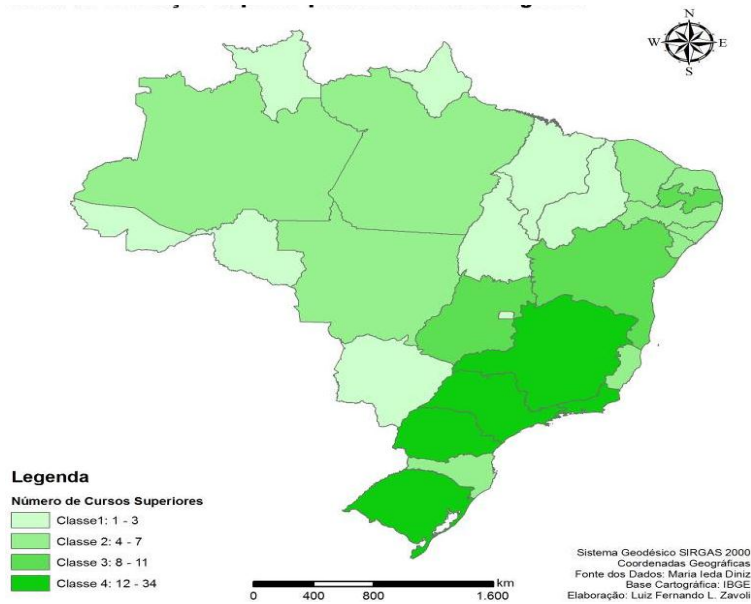 N
W E
S
Legenda
Número de Cursos Superiores
Classe1: 1 - 3
Classe 2: 4 - 7
Classe 3: 8 - 11
Classe 4: 12 - 34
km
0 400 800 1.600
Sistema Geodésico SIRGAS 2000
Coordenadas Geográficas
Fonte dos Dados: Maria Ieda Diniz
Base Cartográfica: IBGE
Elaboração: Luiz Fernando L. Zavoli